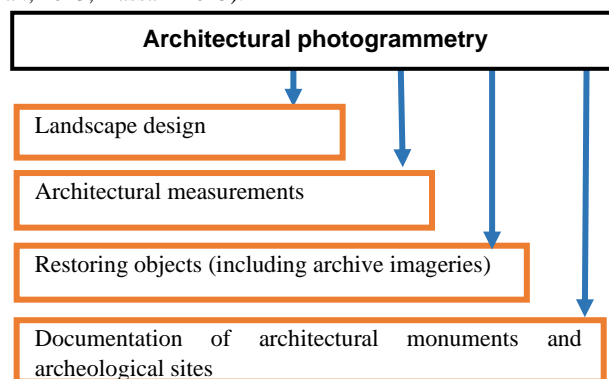 Architectural photogrammetry
Landscape design
Architectural measurements
Restoring objects (including archive imageries)
Documentation of architectural monuments and
archeological sites